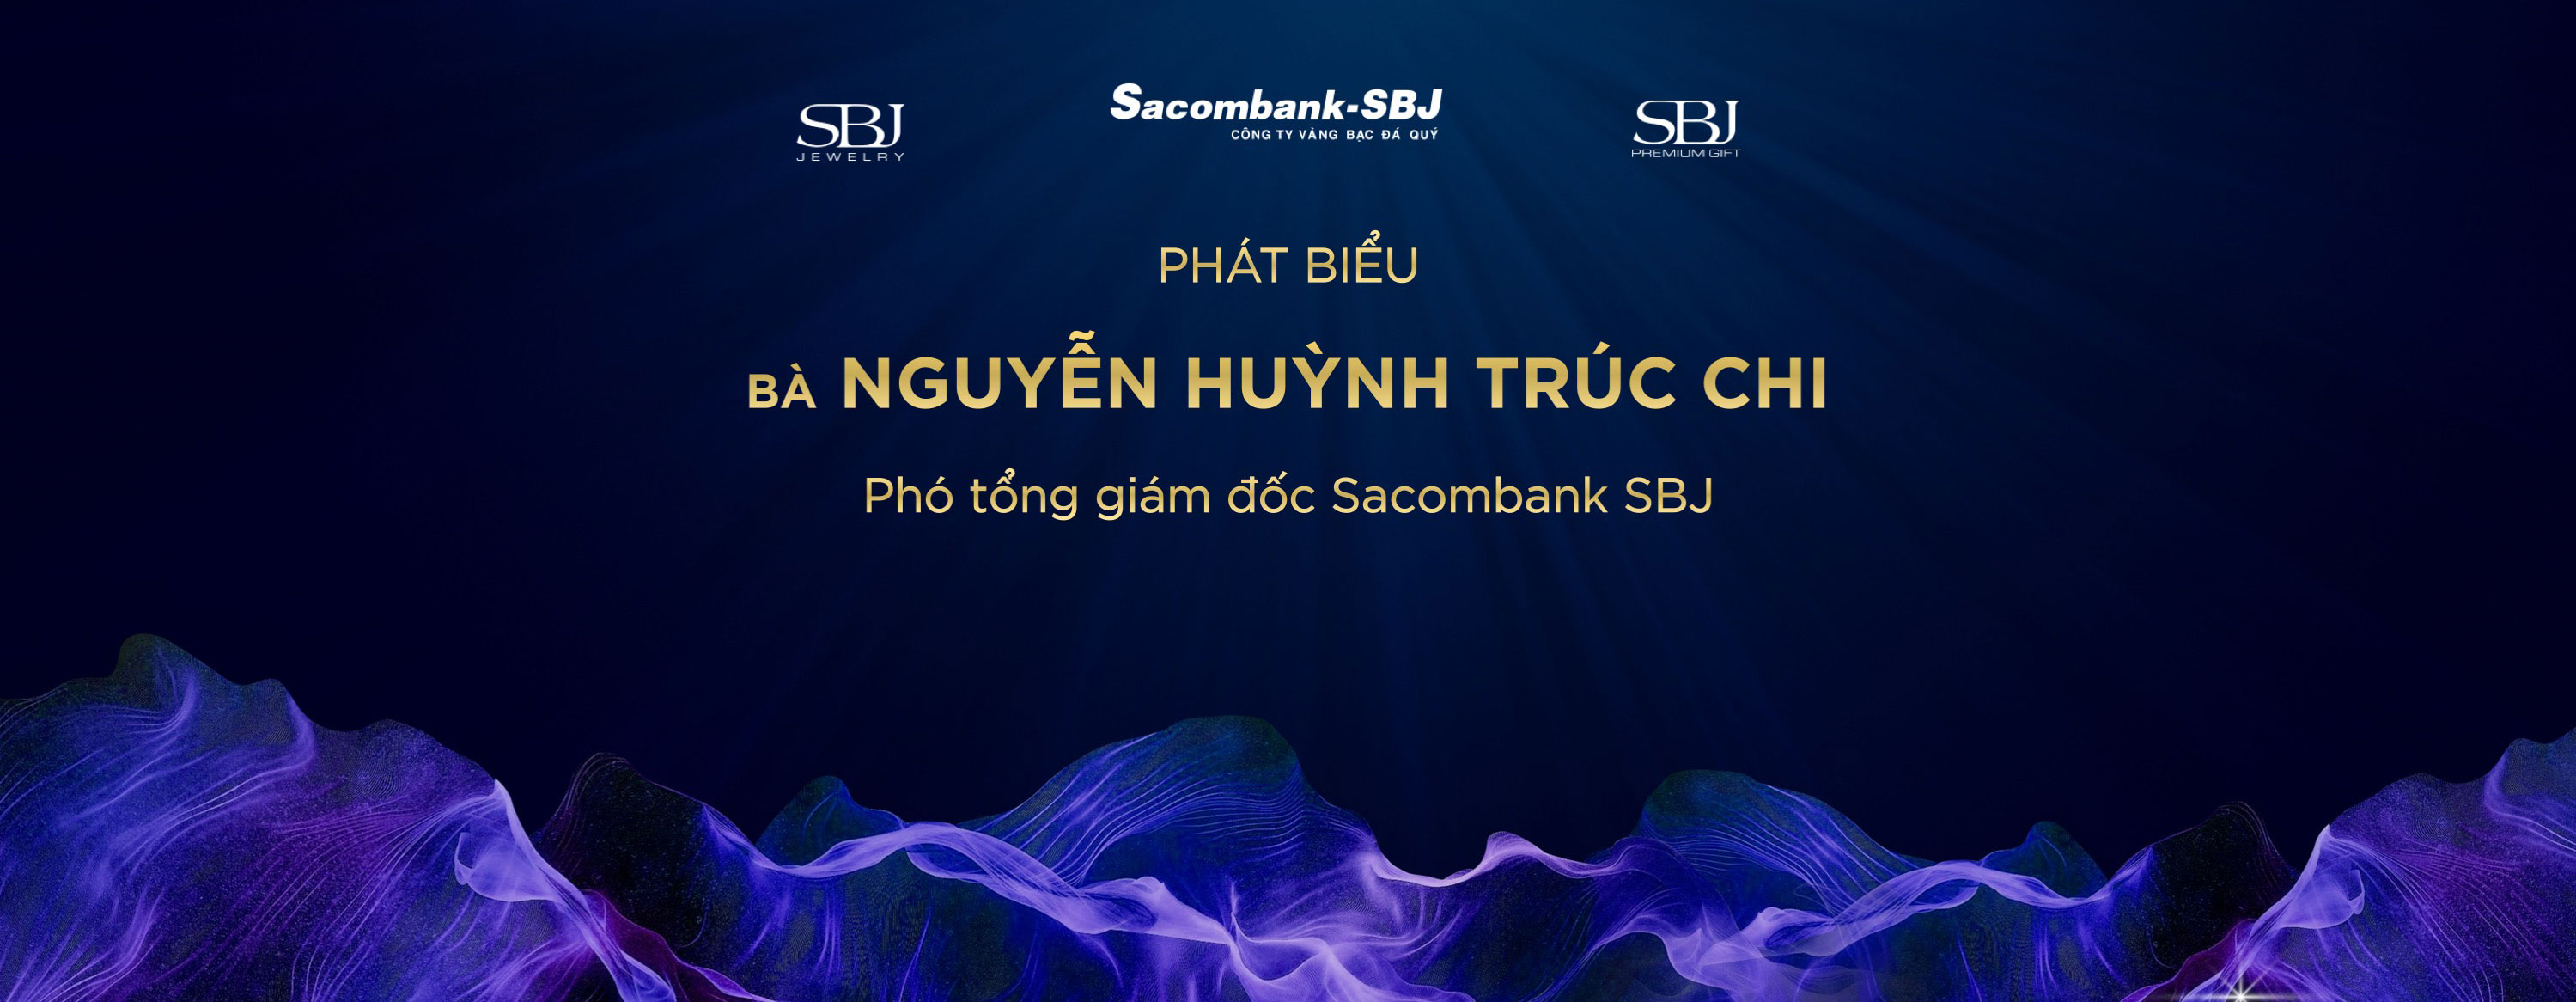 SBJ
JEWELRY
Sacombank-SBJ
CÔNG TY VÀNG BẠC ĐÁ QUÝ
SBJ
PREMIUM GIFT
PHÁT BIỂU
BÀ NGUYỄN HUỲNH TRÚC CHI
Phó tổng giám đốc Sacombank SBJ